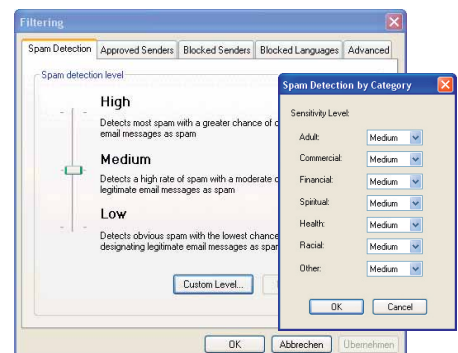 Filtering
Spam Detection
Approved Senders
Blocked Senders
Blocked Languages
Advanced
Spam detection level
High
Detects most spam with a greater chance of
email messages as spam
Medium
Detects a high rate of spam with a moderate
legitimate email messages as spam
Low
Detects obvious spam with the lowest chance
designating legitimate email messages as spam
Custom Level...
OK
Abbrechen
Übernehmen
Spam Detection by Category
Sensitivity Level:
Adult: Medium
Commercial: Medium
Financial: Medium
Spiritual: Medium
Health: Medium
Racial: Medium
Other: Medium
OK
Cancel